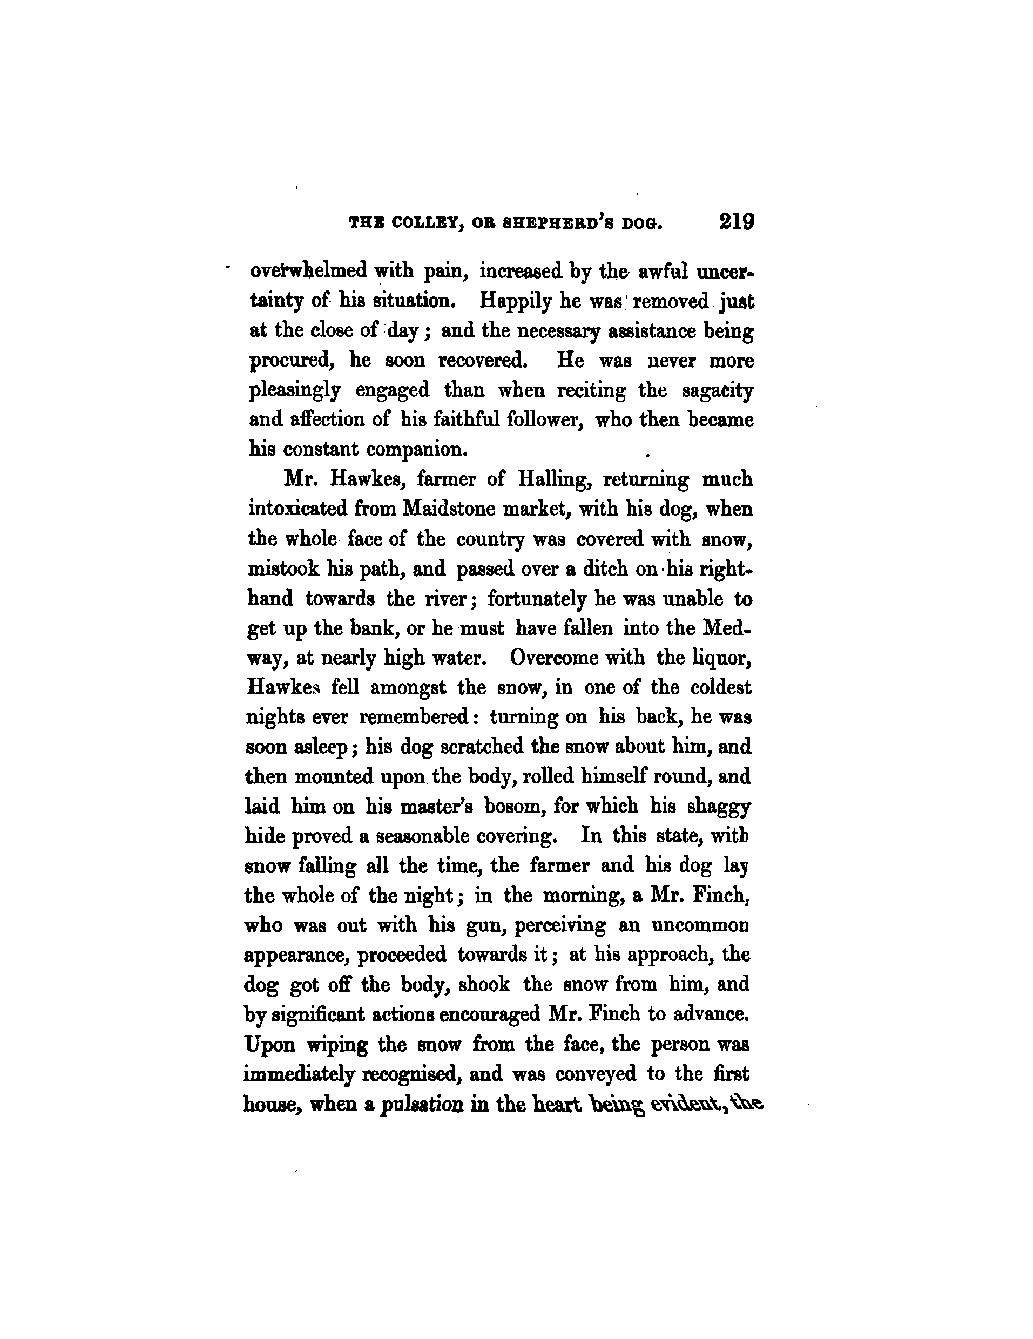 THE COLLEY, OR SHEPHERD'S DOG. 219
overwhelmed with pain, increased by the awful uncer-
tainty of his situation. Happily he was removed just
at the close of day; and the necessary assistance being
procured, he soon recovered. He was never more
pleasingly engaged than when reciting the sagacity
and affection of his faithful follower, who then became
his constant companion.
Mr. Hawkes, farmer of Halling, returning much
intoxicated from Maidstone market, with his dog, when
the whole face of the country was covered with snow,
mistook his path, and passed over a ditch on his right-
hand towards the river; fortunately he was unable to
get up the bank, or he must have fallen into the Med-
way, at nearly high water. Overcome with the liquor,
Hawkes fell amongst the snow, in one of the coldest
nights ever remembered: turning on his back, he was
soon asleep; his dog scratched the snow about him, and
then mounted upon the body, rolled himself round, and
laid him on his master's bosom, for which his shaggy
hide proved a seasonable covering. In this state, with
snow falling all the time, the farmer and his dog lay
the whole of the night; in the morning, a Mr. Finch,
who was out with his gun, perceiving an uncommon
appearance, proceeded towards it; at his approach, the
dog got off the body, shook the snow from him, and
by significant actions encouraged Mr. Finch to advance.
Upon wiping the snow from the face, the person was
immediately recognised, and was conveyed to the first
house, when a pulsation in the heart being evident, the